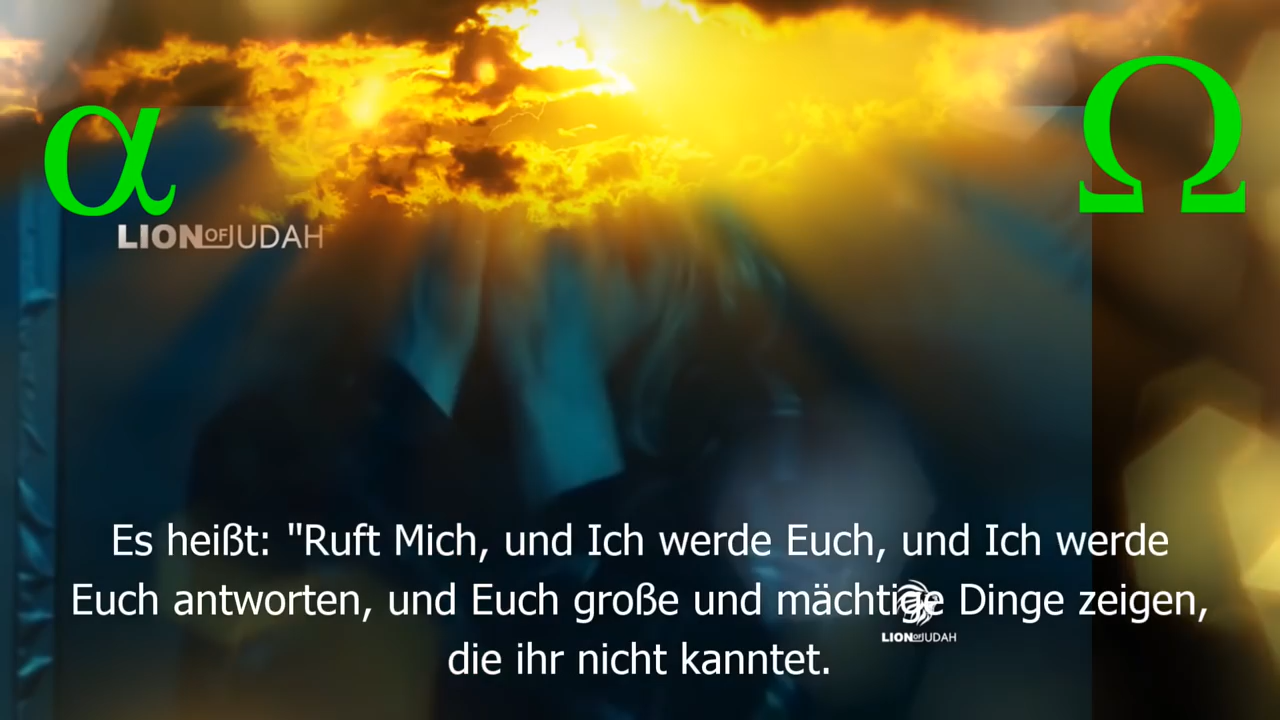 α
Ω
LION OF JUDAH
Es heißt: "Ruft Mich, und Ich werde Euch, und Ich werde
Euch antworten, und Euch große und mächtige Dinge zeigen,
LION OF JUDAH
die ihr nicht kanntet.